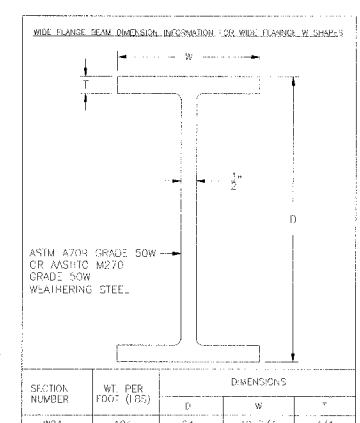 WIDE FLANGE BEAM DIMENSION INFORMATION FOR WIDE FLANGE W SHAPES
W
T
1"
2
D
ASTM A709 GRADE 50W
OR AASHTO M270
GRADE 50W
WEATHERING STEEL
SECTION NUMBER
WT. PER FOOT (LBS)
DIMENSIONS
D W T